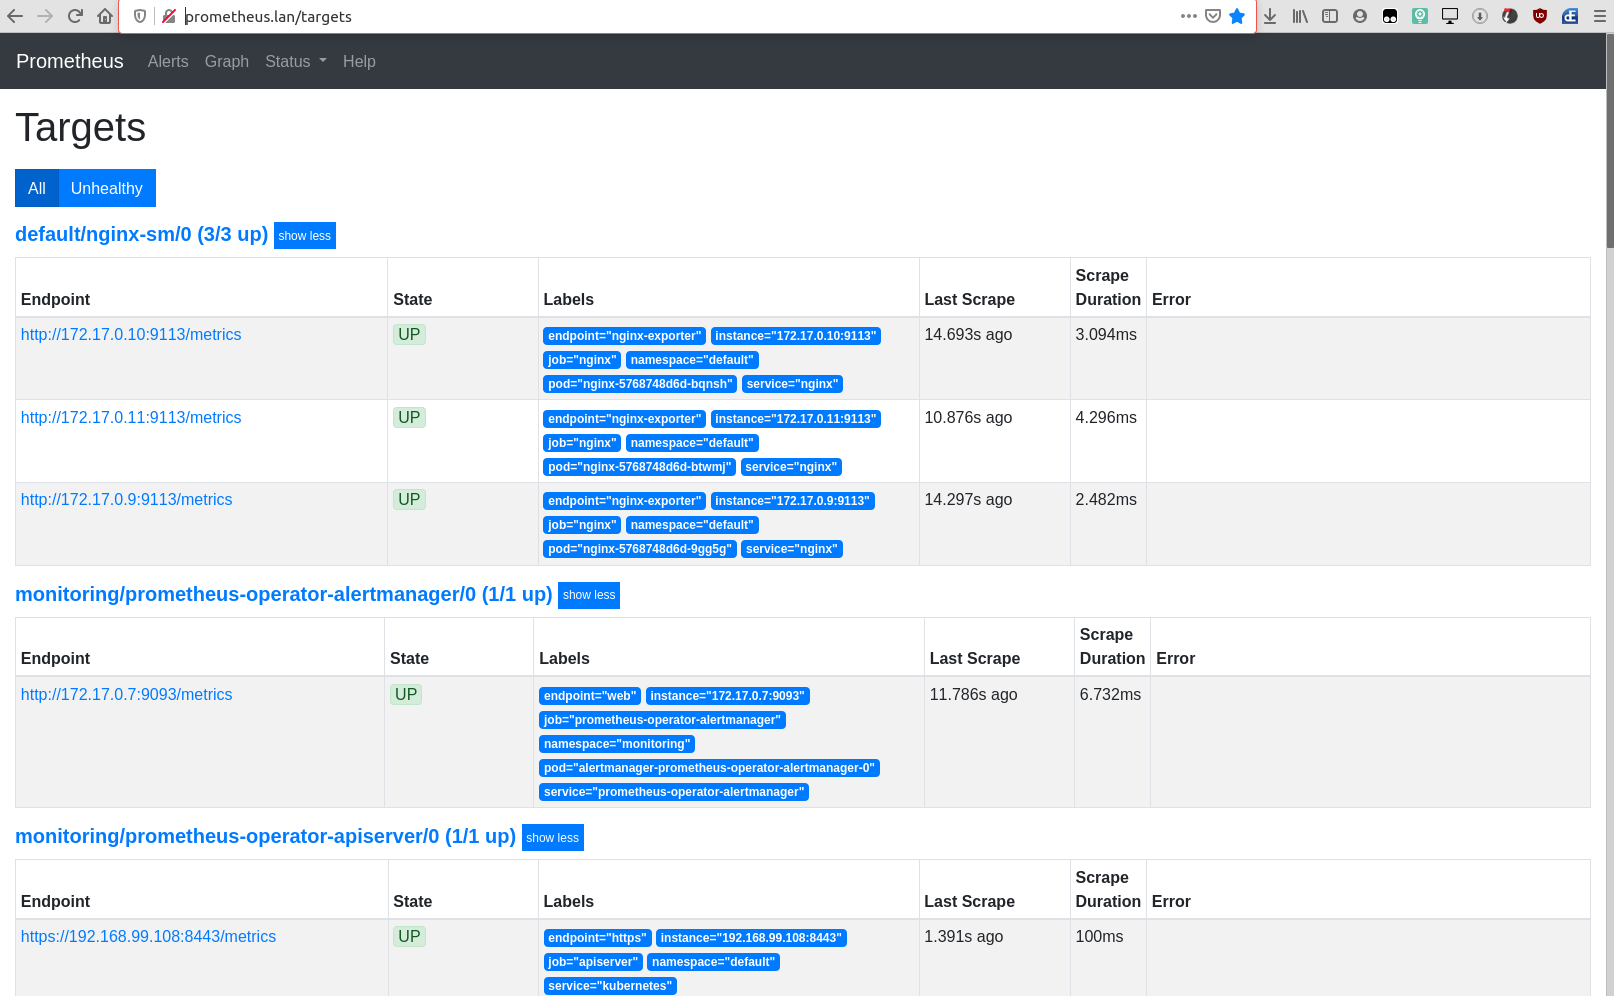 prometheus.lan/targets
Prometheus Alerts Graph Status Help
Targets
All Unhealthy
default/nginx-sm/0 (3/3 up) show less
Endpoint State Labels Last Scrape Scrape Duration Error
http://172.17.0.10:9113/metrics UP endpoint="nginx-exporter" instance="172.17.0.10:9113" 14.693s ago 3.094ms
job="nginx" namespace="default"
pod="nginx-5768748d6d-bqnsh" service="nginx"
http://172.17.0.11:9113/metrics UP endpoint="nginx-exporter" instance="172.17.0.11:9113" 10.876s ago 4.296ms
job="nginx" namespace="default"
pod="nginx-5768748d6d-btwmj" service="nginx"
http://172.17.0.9:9113/metrics UP endpoint="nginx-exporter" instance="172.17.0.9:9113" 14.297s ago 2.482ms
job="nginx" namespace="default"
pod="nginx-5768748d6d-9gg5g" service="nginx"
monitoring/prometheus-operator-alertmanager/0 (1/1 up) show less
Endpoint State Labels Last Scrape Scrape Duration Error
http://172.17.0.7:9093/metrics UP endpoint="web" instance="172.17.0.7:9093" 11.786s ago 6.732ms
job="prometheus-operator-alertmanager"
namespace="monitoring"
pod="alertmanager-prometheus-operator-alertmanager-0"
service="prometheus-operator-alertmanager"
monitoring/prometheus-operator-apiserver/0 (1/1 up) show less
Endpoint State Labels Last Scrape Scrape Duration Error
https://192.168.99.108:8443/metrics UP endpoint="https" instance="192.168.99.108:8443" 1.391s ago 100ms
job="apiserver" namespace="default"
service="kubernetes"